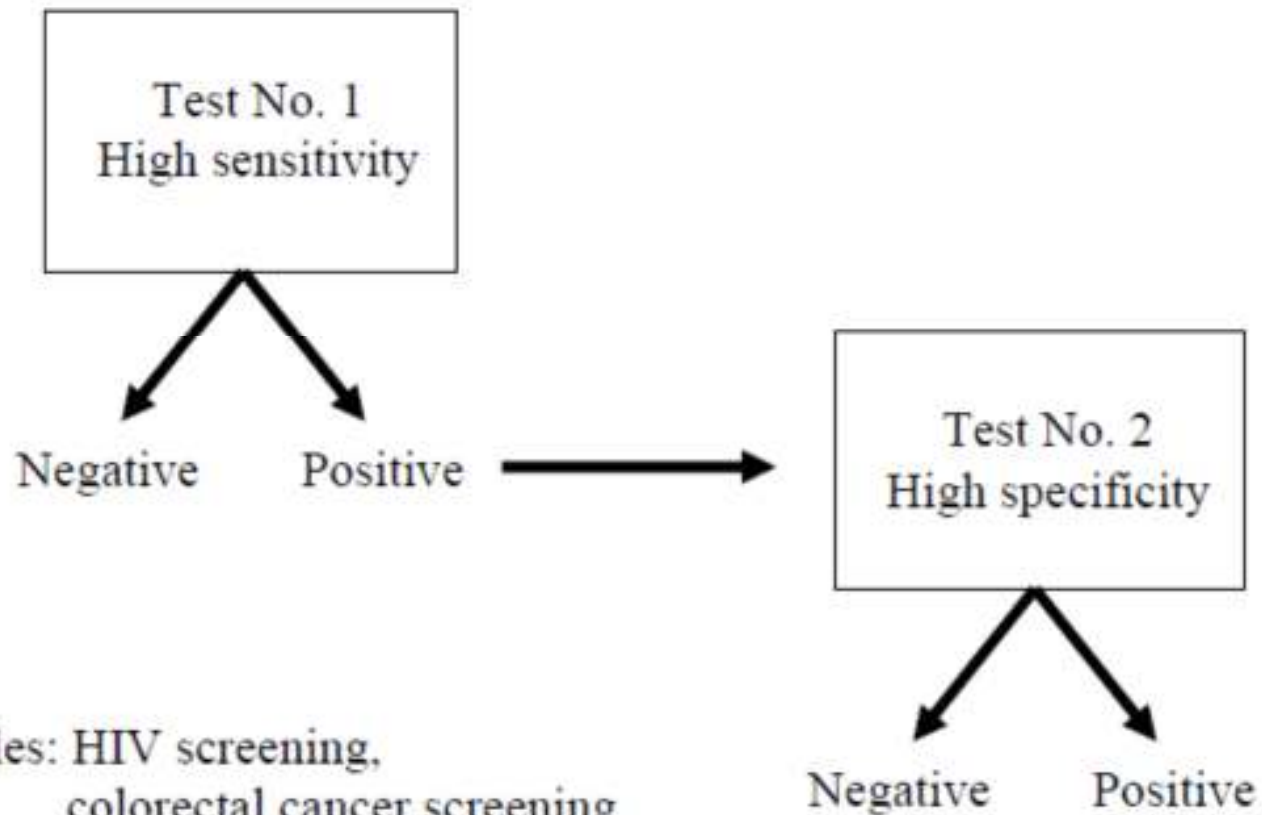 Test No. 1
High sensitivity
Negative
Positive
Test No. 2
High specificity
les: HIV screening,
colorectal cancer screening
Negative
Positive